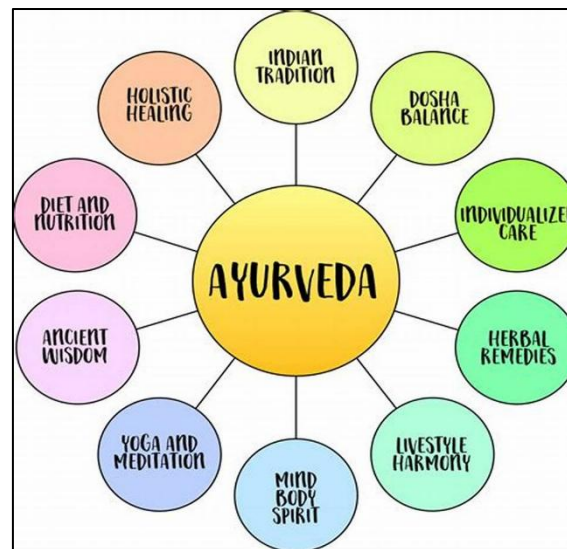 INDIAN
TRADITION
DOSHA
BALANCE
INDIVIDUALIZE
CARE
HERBAL
REMEDIES
LIVESTYLE
HARMONY
MIND
BODY
SPIRIT
YOGA AND
MEDITATION
ANCIENT
WISDOM
DIET AND
NUTRITION
HOLISTIC
HEALING
AYURVEDA